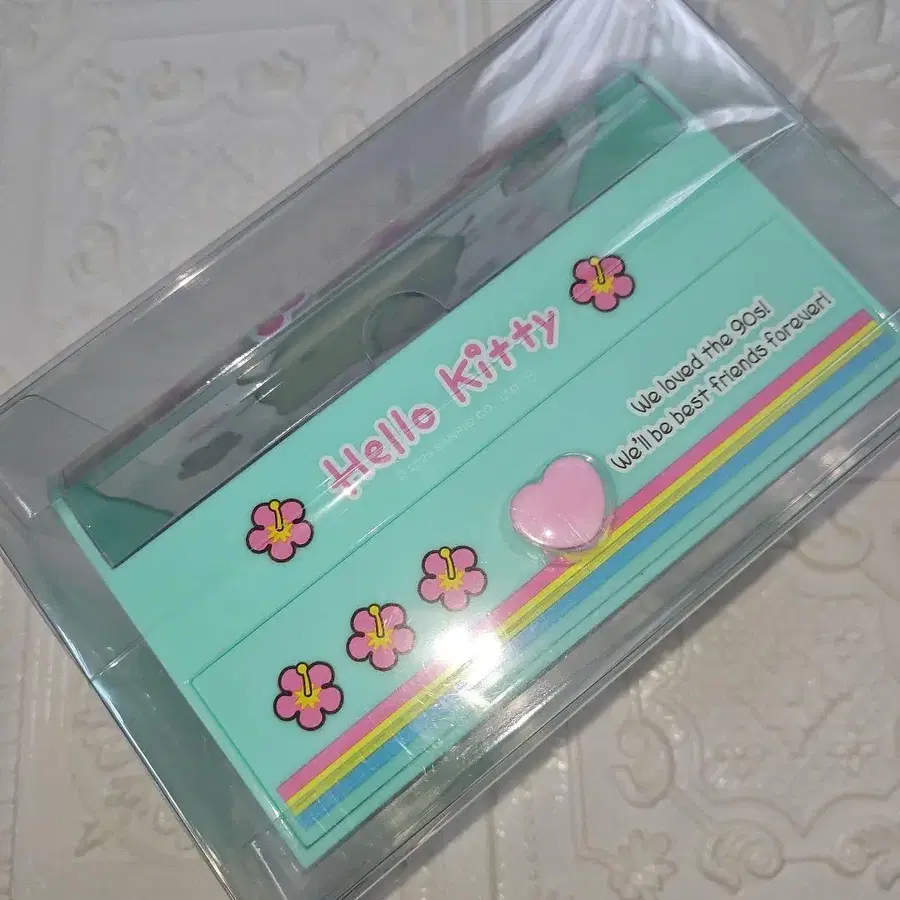 Hello Kitty
We loved the 90s!
We'll be best friends forever!